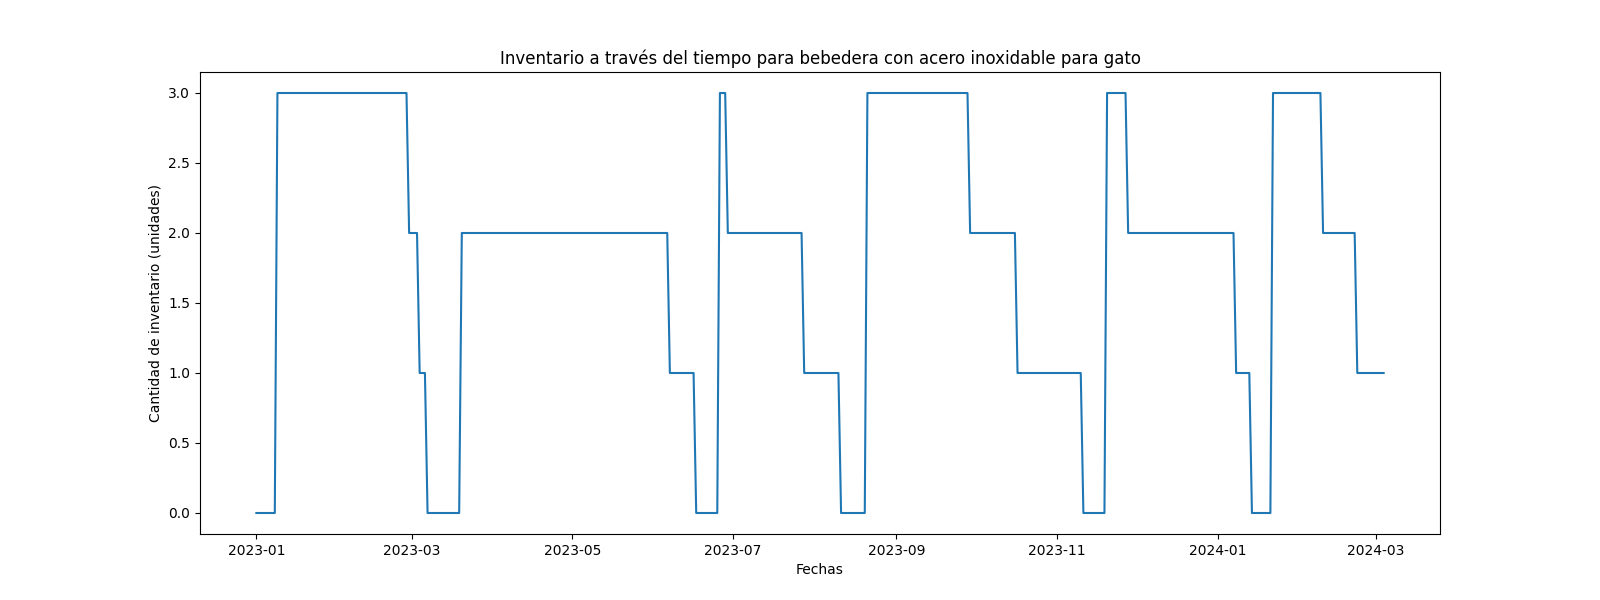 Inventario a través del tiempo para bebedera con acero inoxidable para gato
Cantidad de inventario (unidades)
3.0
2.5
2.0
1.5
1.0
0.5
0.0
2023-01 2023-03 2023-05 2023-07 2023-09 2023-11 2024-01 2024-03
Fechas